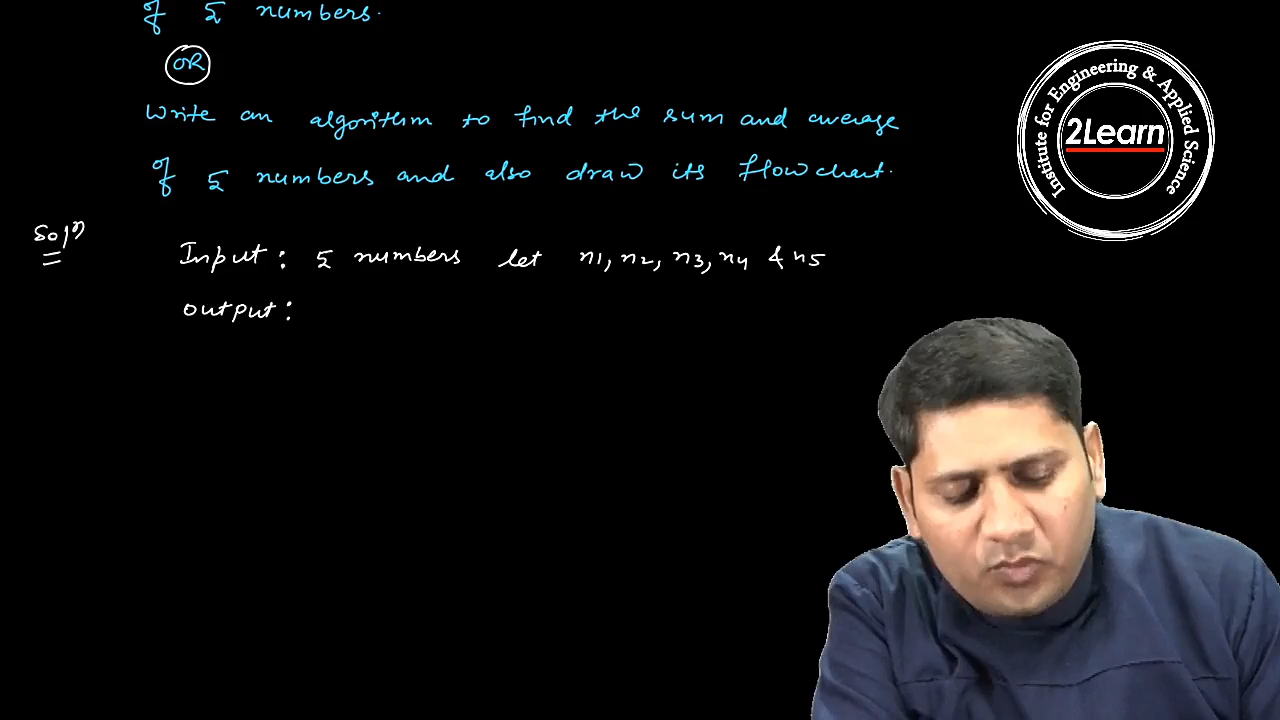 of 5 numbers.
OR
Write an algorithm to find the sum and average
of 5 numbers and also draw its flowchart.
Soln
Input: 5 numbers let n1, n2, n3, n4 & n5
output:
Institute for Engineering & Applied Science
2Learn